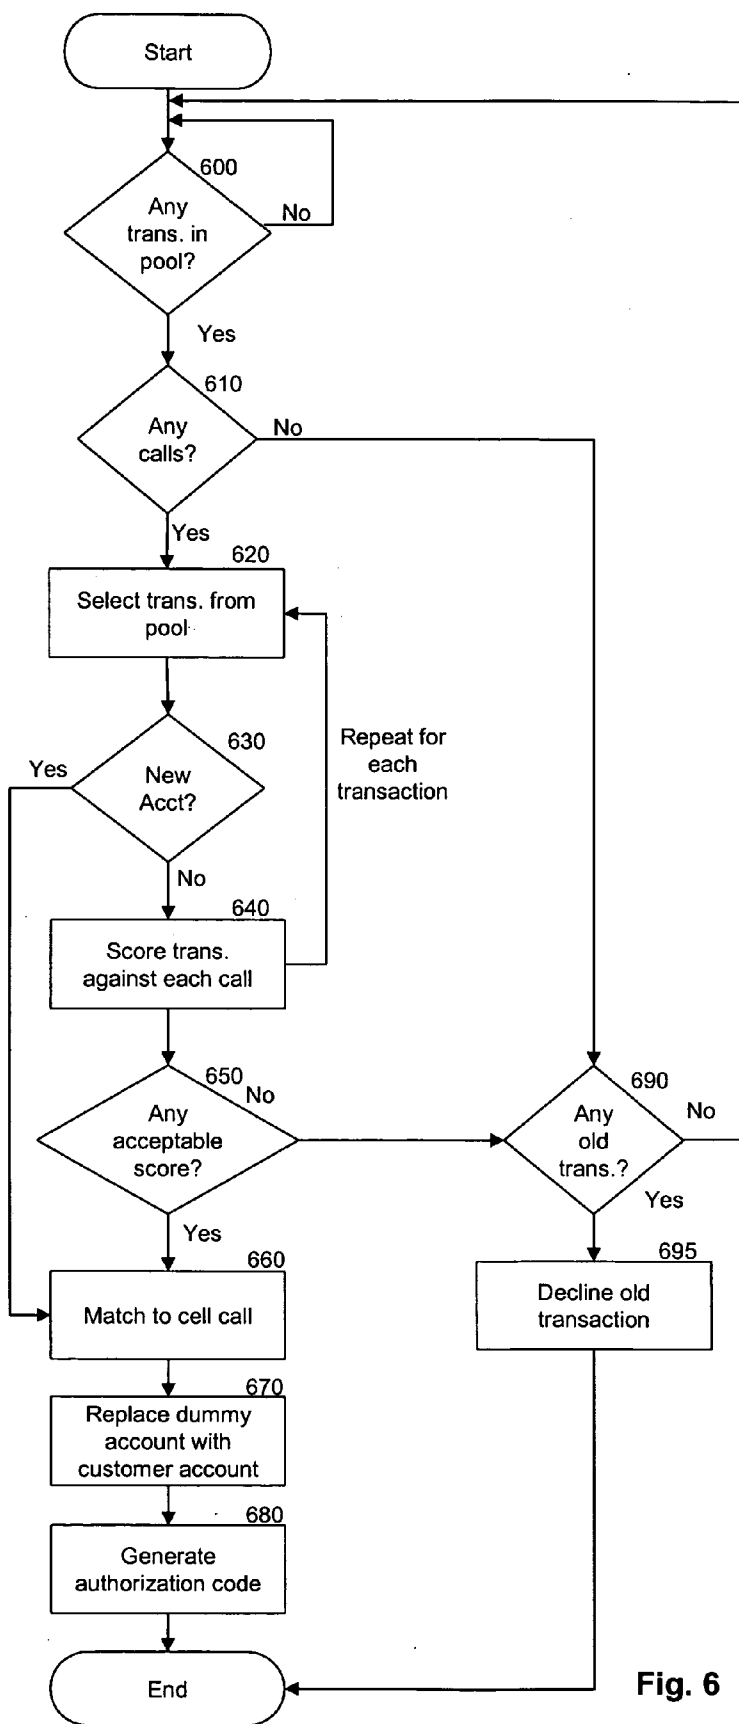 Start
600
Any
trans. in
pool?
No
Yes
610
Any
calls?
No
Yes
620
Select trans. from
pool
630
New
Acct?
Yes
No
Repeat for
each
transaction
640
Score trans.
against each call
650
No
Any
acceptable
score?
Yes
690
Any
old
trans.?
No
Yes
660
Match to cell call
695
Decline old
transaction
670
Replace dummy
account with
customer account
680
Generate
authorization code
End
Fig. 6